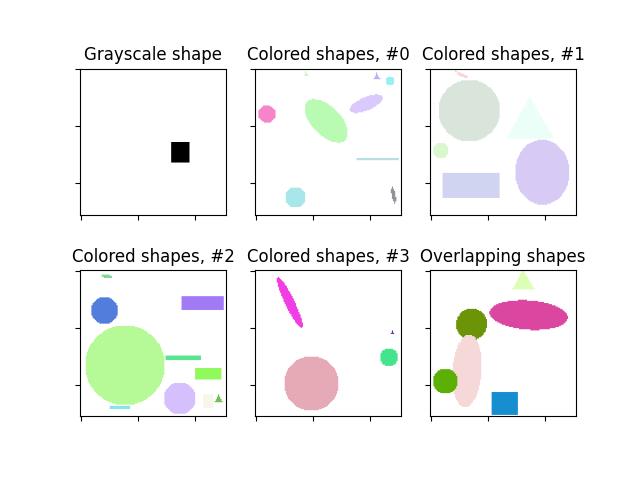 Grayscale shape
Colored shapes, #0
Colored shapes, #1
Colored shapes, #2
Colored shapes, #3
Overlapping shapes